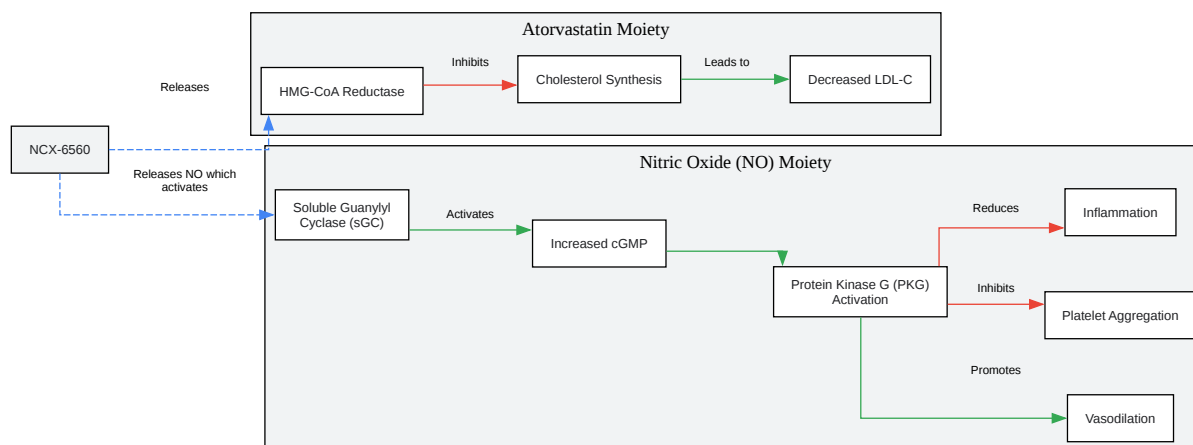 Atorvastatin Moiety
Inhibits
Leads to
Cholesterol Synthesis
Decreased LDL-C
Releases
HMG-CoA Reductase
NCX-6560
Nitric Oxide (NO) Moiety
Releases NO which
activates
Soluble Guanylyl
Cyclase (sGC)
Activates
Increased cGMP
Reduces
Inflammation
Protein Kinase G (PKG)
Activation
Inhibits
Platelet Aggregation
Promotes
Vasodilation